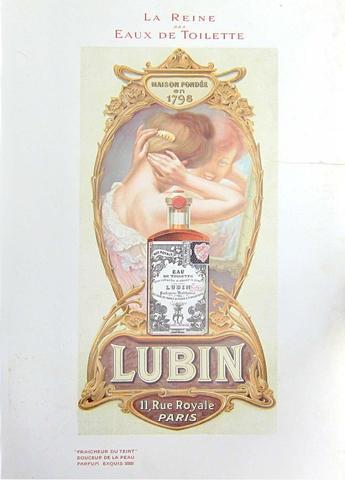 LA REINE
DES
EAUX DE TOILETTE
MAISON FONDÉE
en
1798
EAU
DE TOILETTE
LUBIN
LUBIN
11, Rue Royale
PARIS
"FRAICHEUR DU TEINT"
DOUCEUR DE LA PEAU
PARFUM EXQUIS